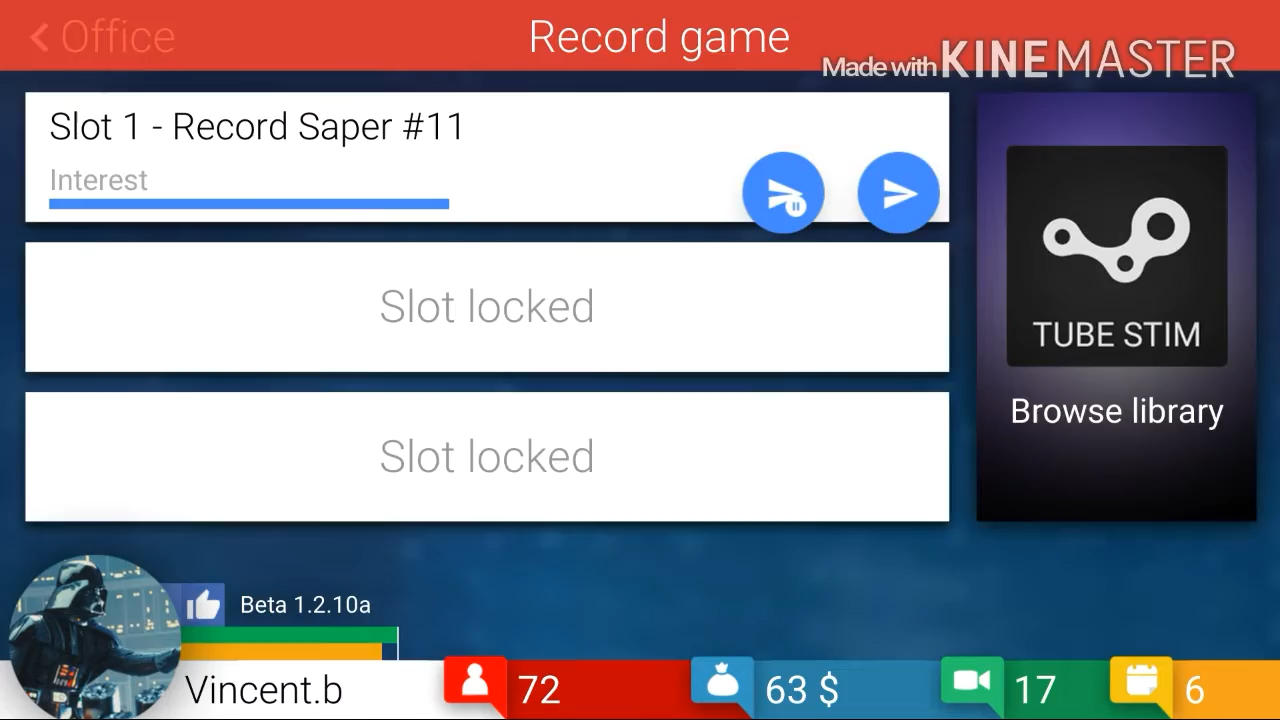 Office
Record game
Made with KINEMASTER
Slot 1 - Record Saper #11
Interest
Slot locked
Slot locked
TUBE STIM
Browse library
Beta 1.2.10a
Vincent.b
72
63 $
17
6